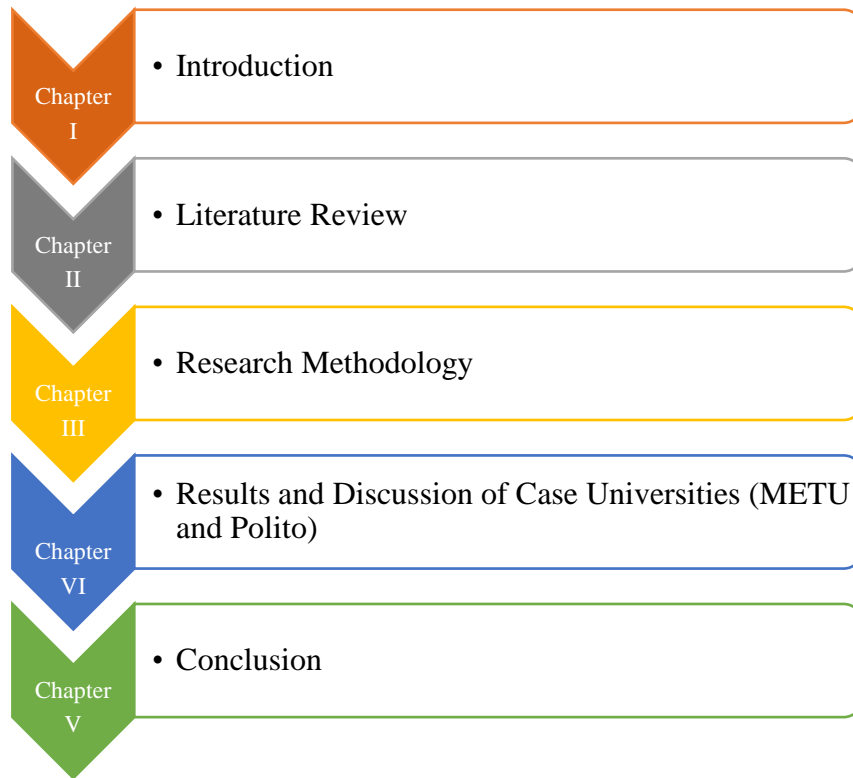 Chapter
I
• Introduction
Chapter
II
• Literature Review
Chapter
III
• Research Methodology
Chapter
VI
• Results and Discussion of Case Universities (METU
and Polito)
Chapter
V
• Conclusion